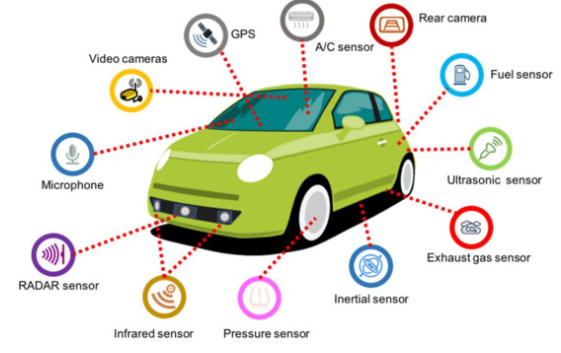 GPS
A/C sensor
Rear camera
Video cameras
Fuel sensor
Microphone
Ultrasonic sensor
Exhaust gas sensor
RADAR sensor
Inertial sensor
Infrared sensor
Pressure sensor